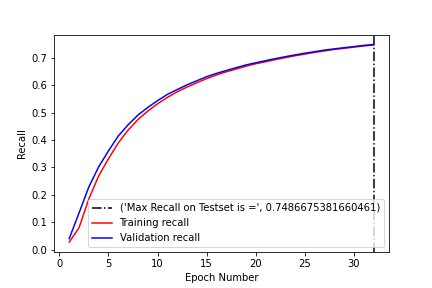 0.7
0.6
0.5
0.4
0.3
0.2
0.1
0.0
Recall
('Max Recall on Testset is =', 0.7486675381660461)
Training recall
Validation recall
0 5 10 15 20 25 30
Epoch Number